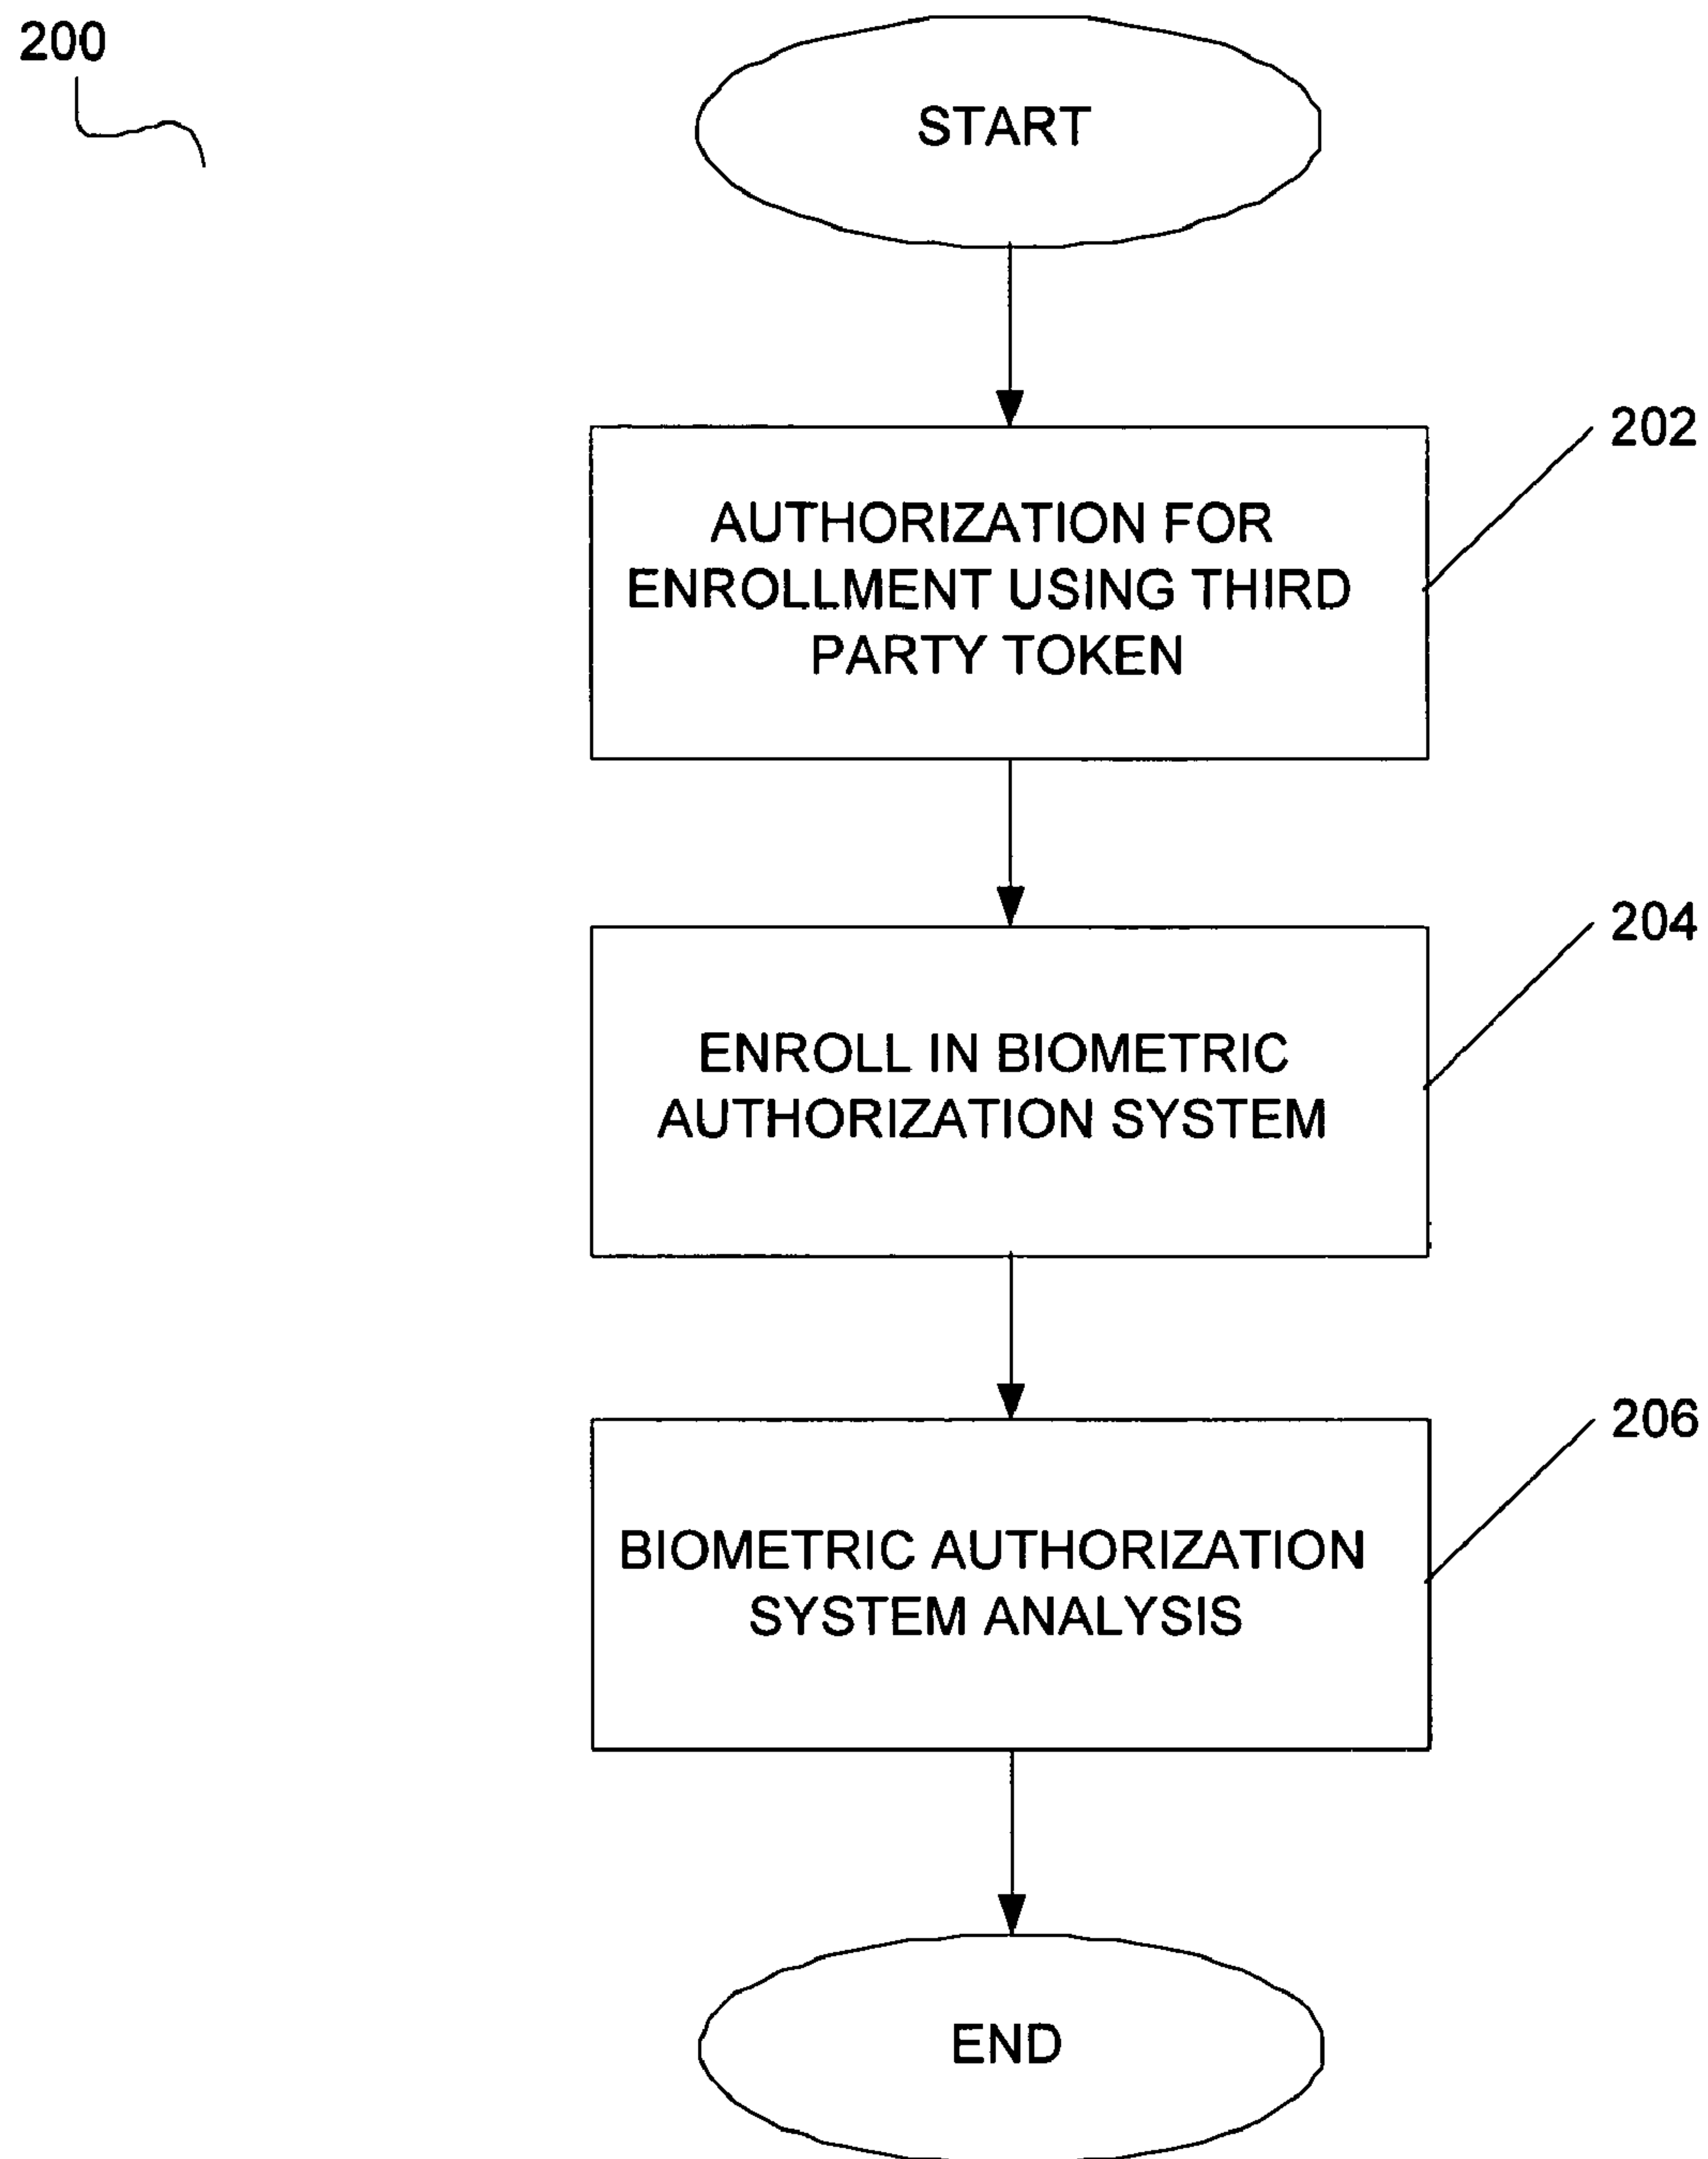 200
START
202
AUTHORIZATION FOR
ENROLLMENT USING THIRD
PARTY TOKEN
204
ENROLL IN BIOMETRIC
AUTHORIZATION SYSTEM
206
BIOMETRIC AUTHORIZATION
SYSTEM ANALYSIS
END